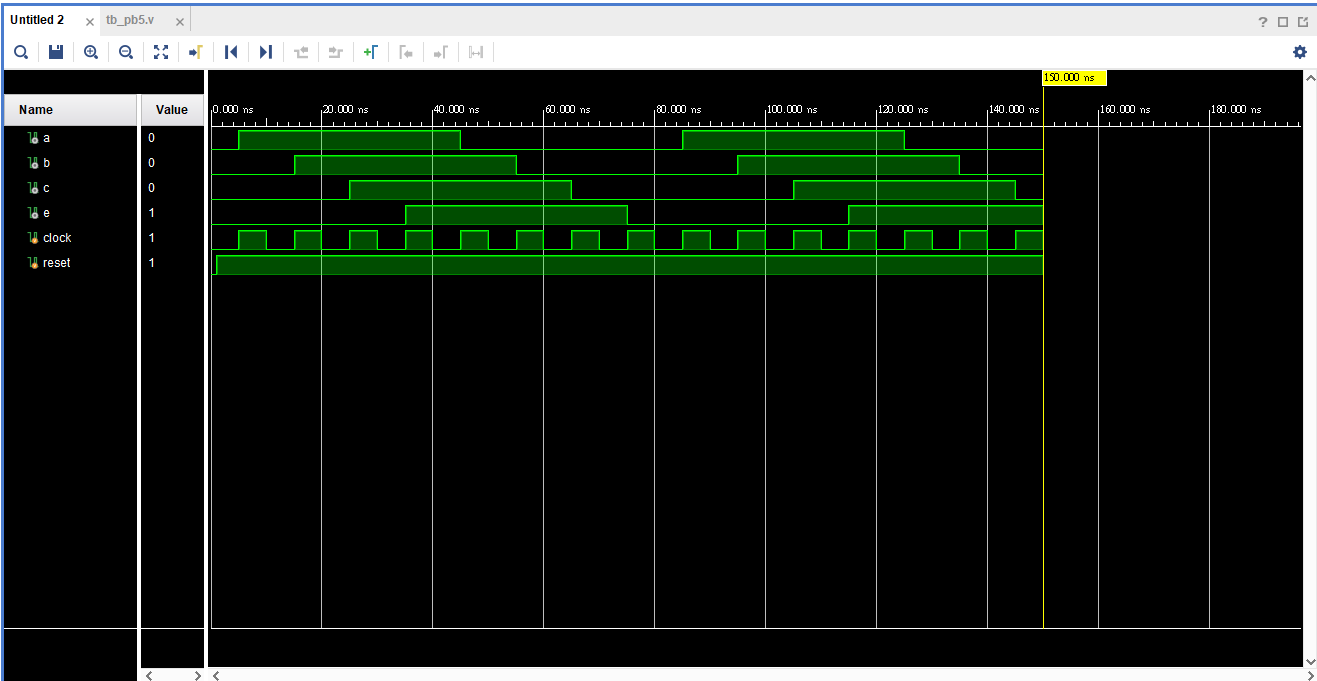 Untitled 2 × tb_pb5.v ×
?
150.000 ns
Name Value
0.000 ns 20.000 ns 40.000 ns 60.000 ns 80.000 ns 100.000 ns 120.000 ns 140.000 ns 160.000 ns 180.000 ns
a 0
b 0
c 0
e 1
clock 1
reset 1